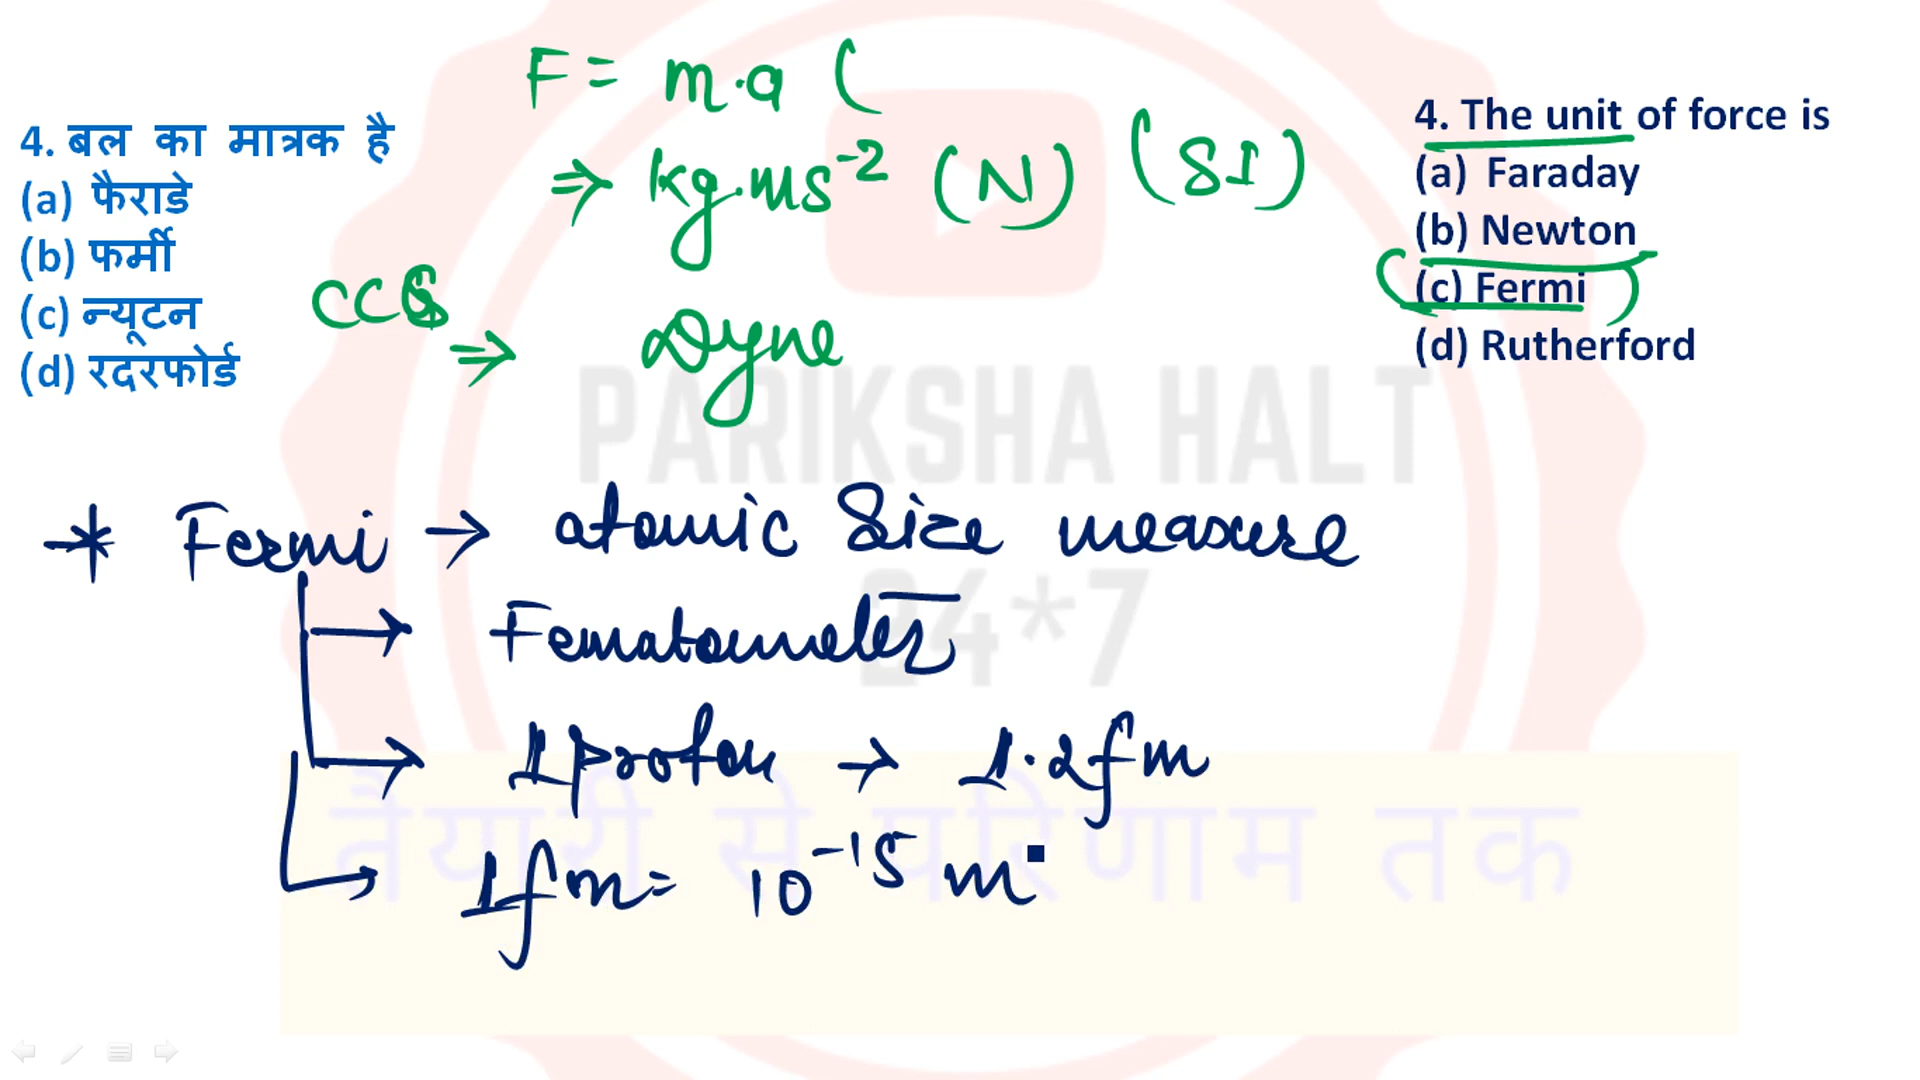 F = m.a (
⇒ kg.ms⁻² (N) (SI)
CGS ⇒ Dyne
4. बल का मात्रक है
(a) फैराडे
(b) फर्मी
(c) न्यूटन
(d) रदरफोर्ड
4. The unit of force is
(a) Faraday
(b) Newton
(c) Fermi
(d) Rutherford
PARIKSHA HALT
24*7
तैयारी से परिणाम तक
* Fermi → atomic Size measure
→ Fematometer
→ 1 proton → 1.2fm
→ 1fm = 10⁻¹⁵ m